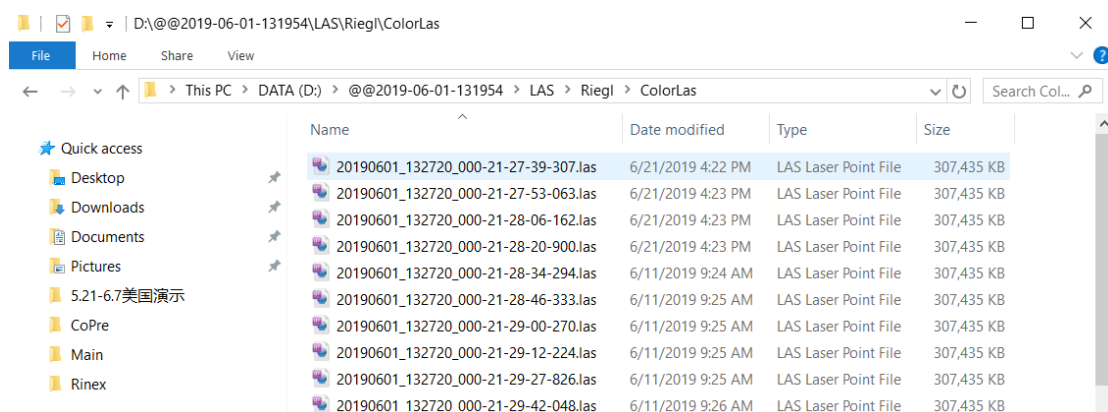 D:\@@2019-06-01-131954\LAS\Riegl\ColorLas
File Home Share View
This PC > DATA (D:) > @@2019-06-01-131954 > LAS > Riegl > ColorLas Search Col...
Name Date modified Type Size
Quick access
Desktop
Downloads
Documents
Pictures
5.21-6.7美国演示
CoPre
Main
Rinex
20190601_132720_000-21-27-39-307.las 6/21/2019 4:22 PM LAS Laser Point File 307,435 KB
20190601_132720_000-21-27-53-063.las 6/21/2019 4:23 PM LAS Laser Point File 307,435 KB
20190601_132720_000-21-28-06-162.las 6/21/2019 4:23 PM LAS Laser Point File 307,435 KB
20190601_132720_000-21-28-20-900.las 6/21/2019 4:23 PM LAS Laser Point File 307,435 KB
20190601_132720_000-21-28-34-294.las 6/11/2019 9:24 AM LAS Laser Point File 307,435 KB
20190601_132720_000-21-28-46-333.las 6/11/2019 9:25 AM LAS Laser Point File 307,435 KB
20190601_132720_000-21-29-00-270.las 6/11/2019 9:25 AM LAS Laser Point File 307,435 KB
20190601_132720_000-21-29-12-224.las 6/11/2019 9:25 AM LAS Laser Point File 307,435 KB
20190601_132720_000-21-29-27-826.las 6/11/2019 9:25 AM LAS Laser Point File 307,435 KB
20190601_132720_000-21-29-42-048.las 6/11/2019 9:26 AM LAS Laser Point File 307,435 KB